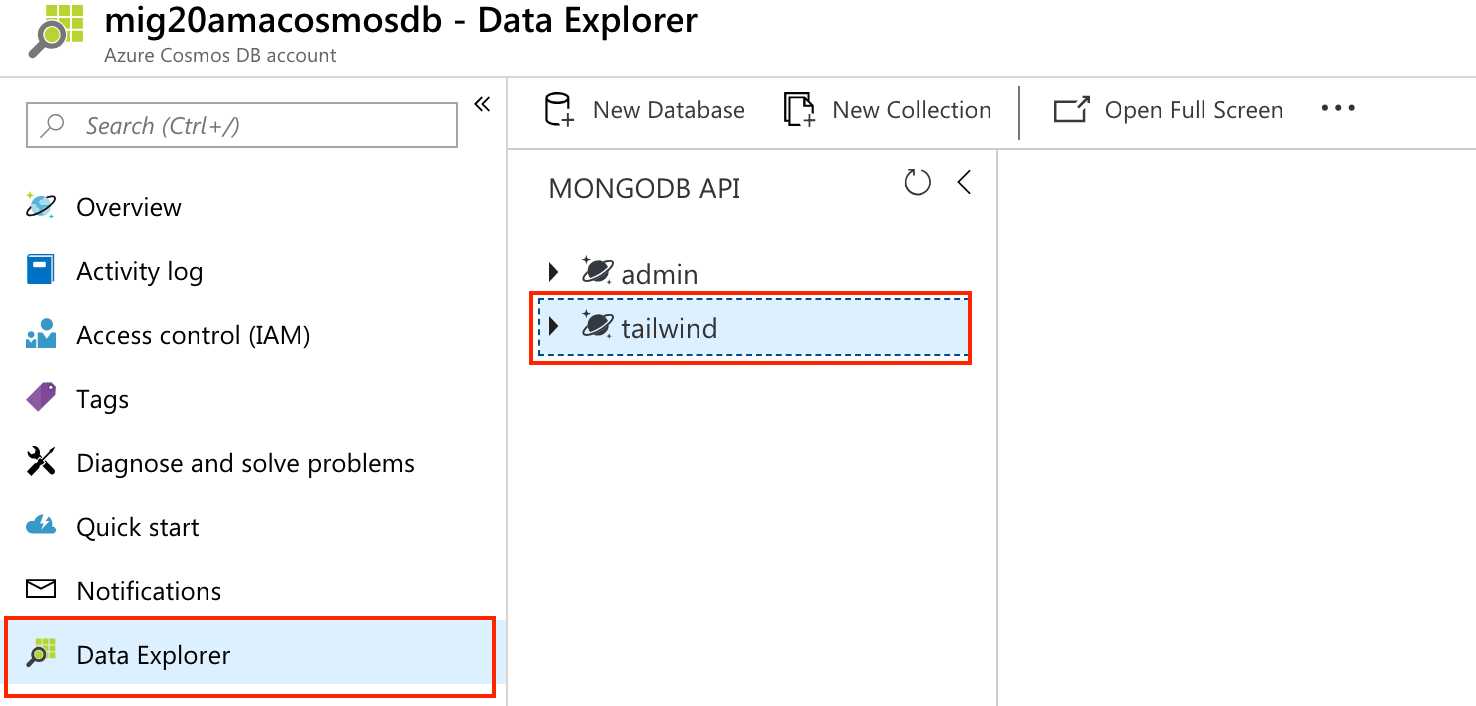 mig20amacosmosdb - Data Explorer
Azure Cosmos DB account
Search (Ctrl+/)
Overview
Activity log
Access control (IAM)
Tags
Diagnose and solve problems
Quick start
Notifications
Data Explorer
New Database
New Collection
Open Full Screen
MONGODB API
admin
tailwind